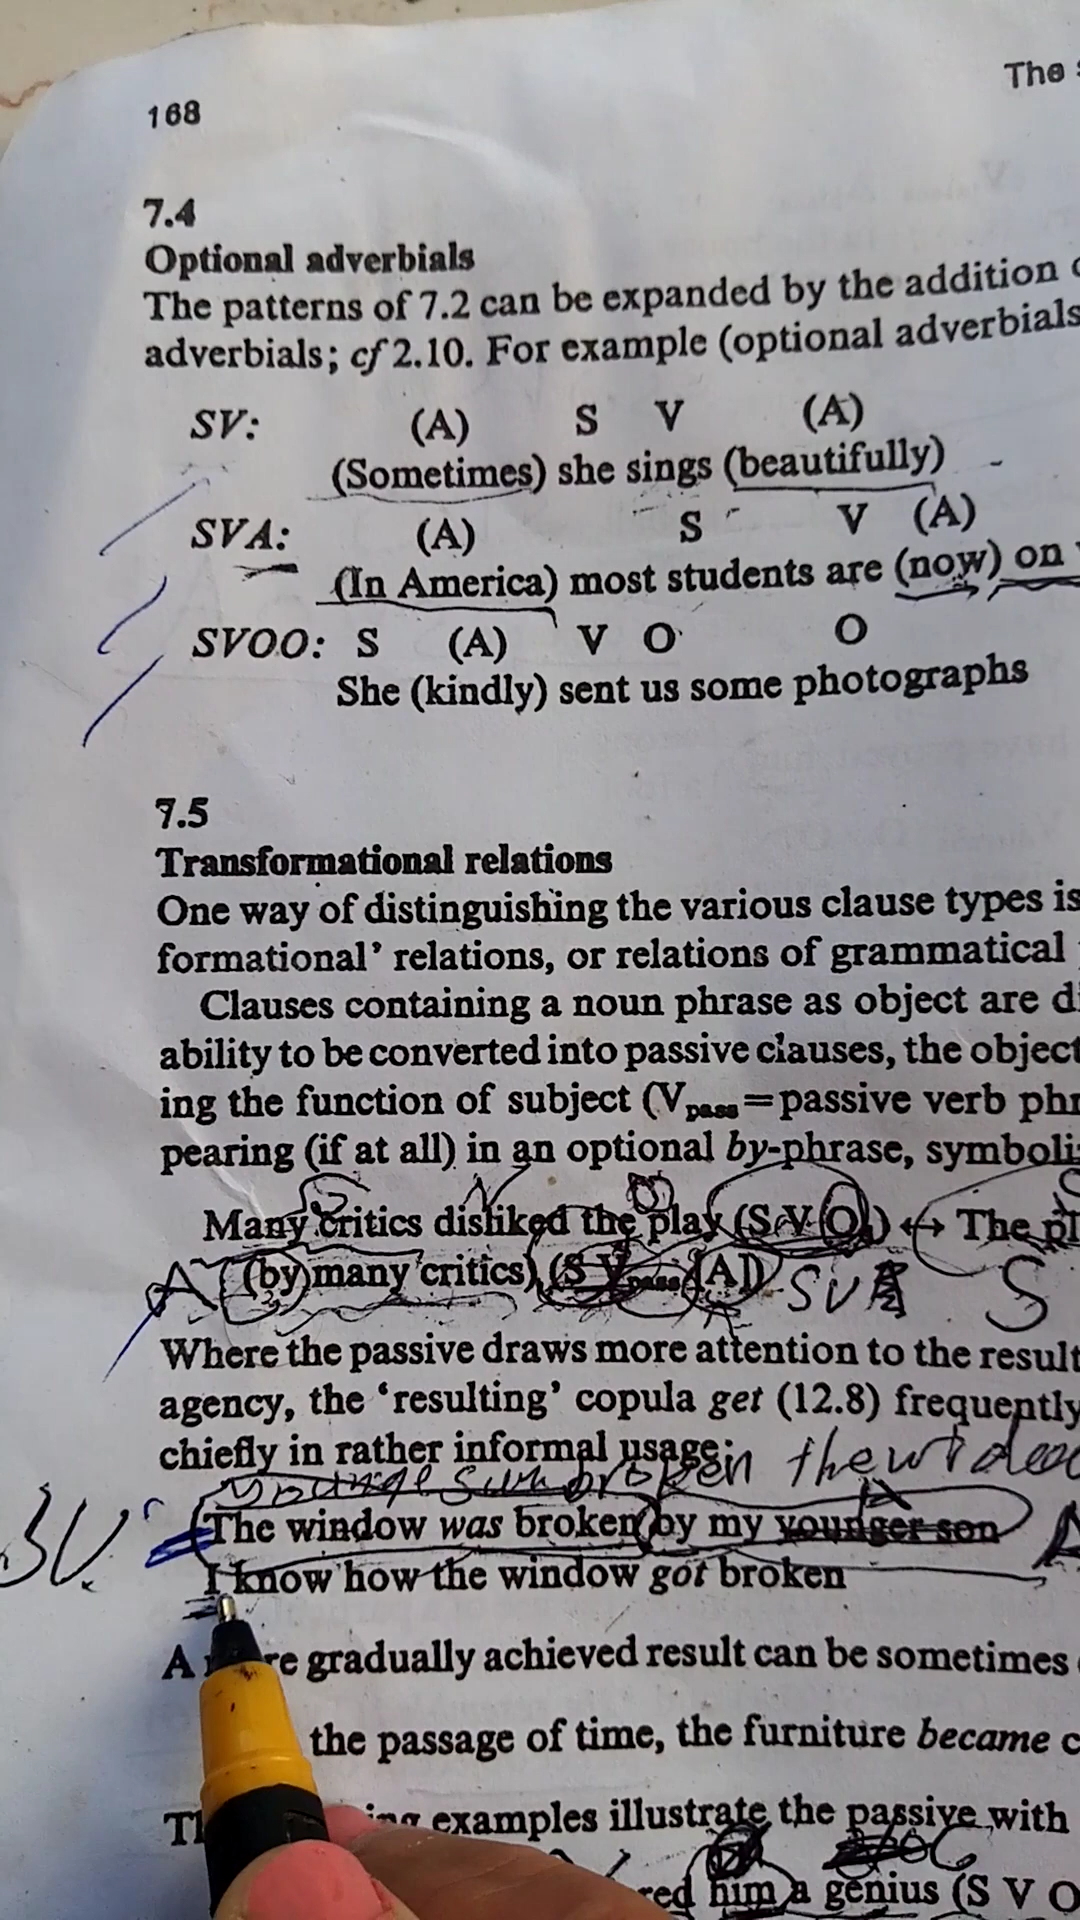 The
168
7.4
Optional adverbials
The patterns of 7.2 can be expanded by the addition
adverbials; cf 2.10. For example (optional adverbials
SV: (A) S V (A)
(Sometimes) she sings (beautifully)
SVA: (A) S V (A)
(In America) most students are (now) on
SVOO: S (A) V O O
She (kindly) sent us some photographs
7.5
Transformational relations
One way of distinguishing the various clause types is
formational' relations, or relations of grammatical
Clauses containing a noun phrase as object are
ability to be converted into passive clauses, the object
ing the function of subject (Vpass=passive verb
pearing (if at all) in an optional by-phrase,
S V O
Many critics disliked the play (S V O) ↔ The
A (by many critics) (S Vpass (A)) SVA S
Where the passive draws more attention to the result
agency, the 'resulting' copula get (12.8) frequently
chiefly in rather informal usage:
broken the
SV
The window was broken by my younger son A
I know how the window got broken
A gradually achieved result can be sometimes
the passage of time, the furniture became
examples illustrate the passive with
him a genius (S V O